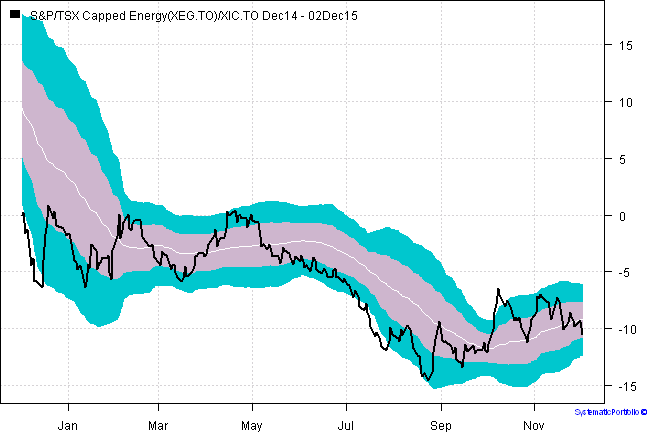 S&P/TSX Capped Energy(XEG.TO)/XIC.TO Dec14 - 02Dec15
15
10
5
0
-5
-10
-15
Jan Mar May Jul Sep Nov
SystematicPortfolio ©